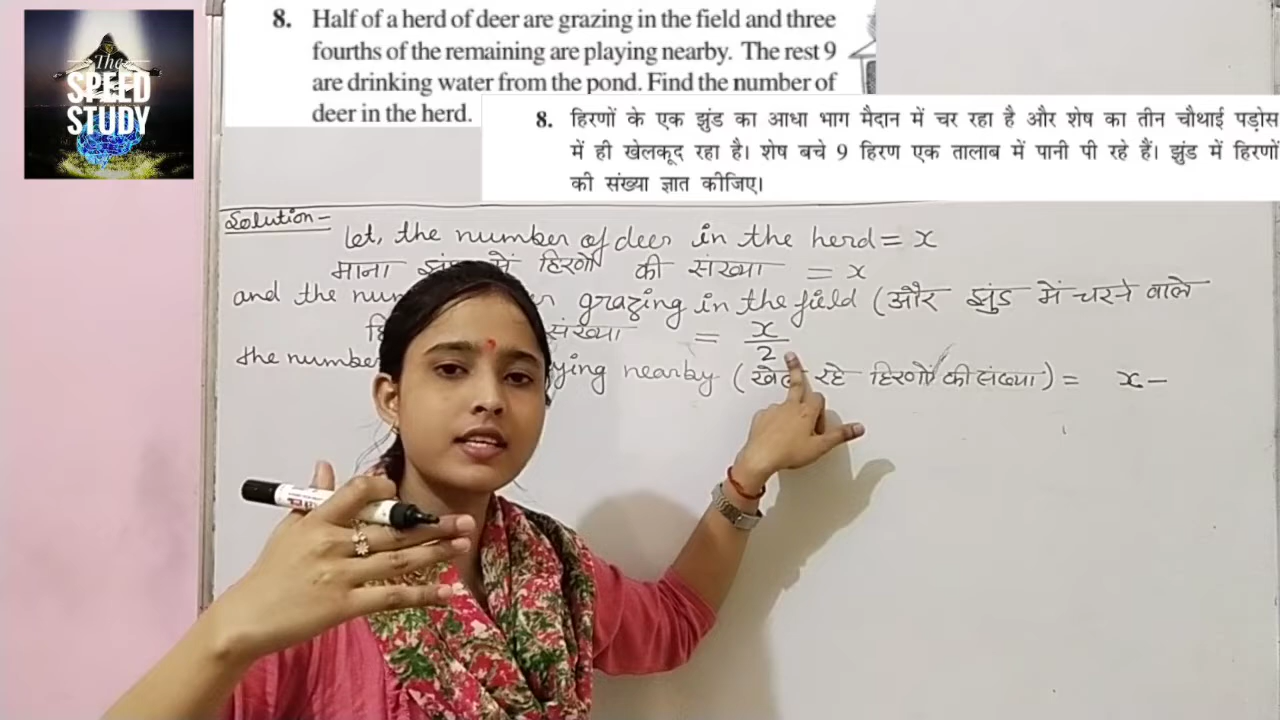 The
SPEED
STUDY
8. Half of a herd of deer are grazing in the field and three
fourths of the remaining are playing nearby. The rest 9
are drinking water from the pond. Find the number of
deer in the herd.
8. हिरणों के एक झुंड का आधा भाग मैदान में चर रहा है और शेष का तीन चौथाई पड़ोस
में ही खेलकूद रहा है। शेष बचे 9 हिरण एक तालाब में पानी पी रहे हैं। झुंड में हिरणों
की संख्या ज्ञात कीजिए।
Solution-
Let, the number of deer in the herd = x
माना में हिरणों की संख्या = x
and the grazing in the field (और झुंड में चरने वाले
संख्या = x/2
the number nearby (खेल रहे हिरणों की संख्या) = x-